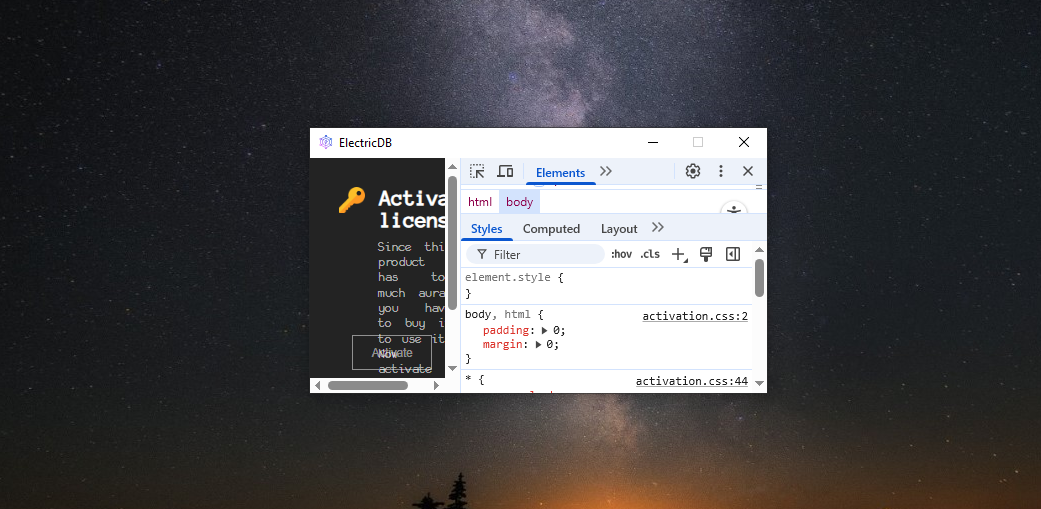 ElectricDB
Activa
licens
Since thi
product
has to
much aura
you hav
to buy i
to use it
Now
activate
Activate
Elements
html body
Styles Computed Layout
Filter :hov .cls
element.style {
}
body, html { activation.css:2
padding: 0;
margin: 0;
}
* { activation.css:44